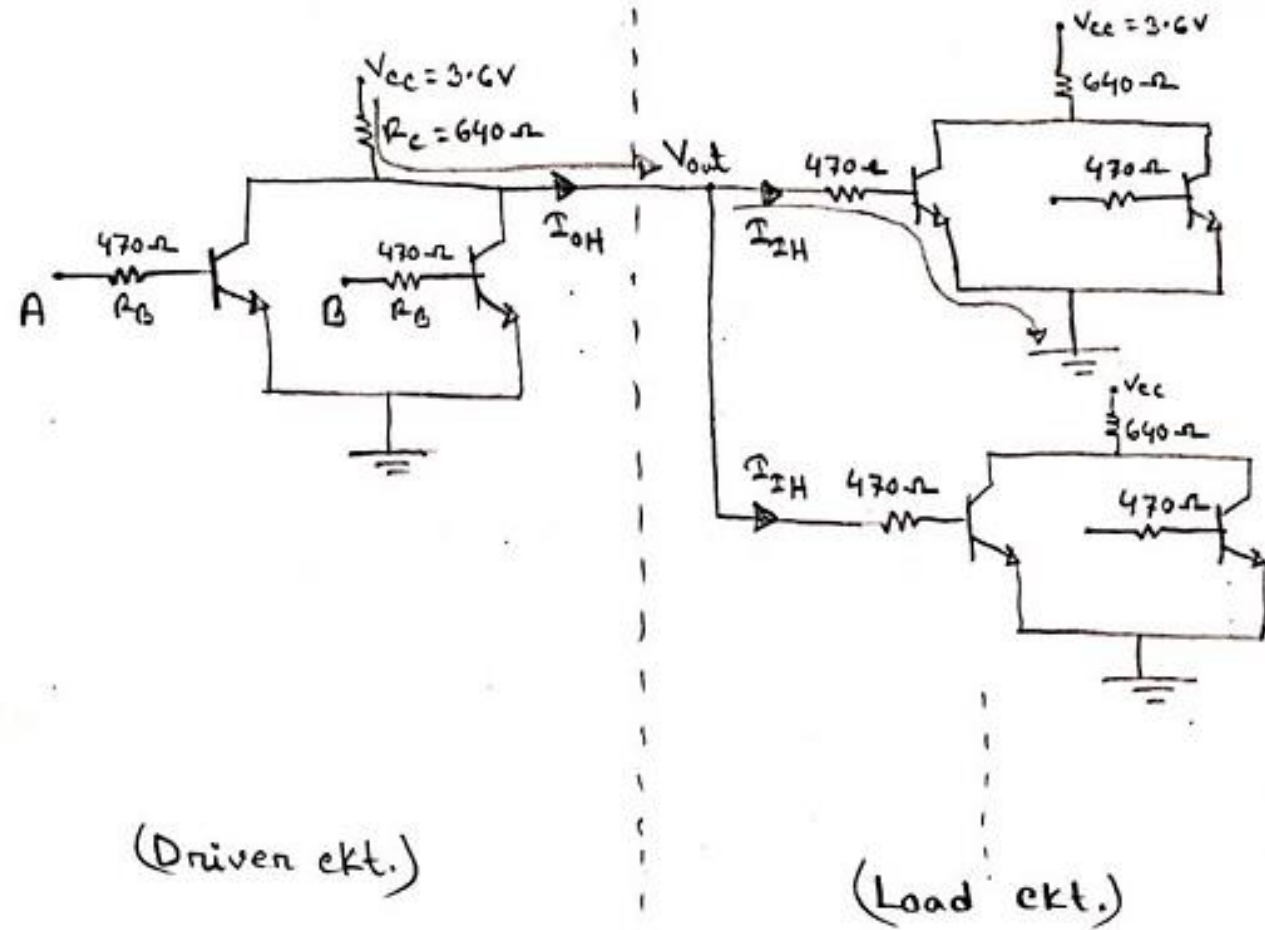 Vcc = 3.6V
Rc = 640Ω
470Ω
RB
A
470Ω
RB
B
IOH
Vout
IIH
470Ω
Vcc = 3.6V
640Ω
470Ω
IIH
470Ω
Vcc
640Ω
470Ω
(Driver ckt.)
(Load ckt.)